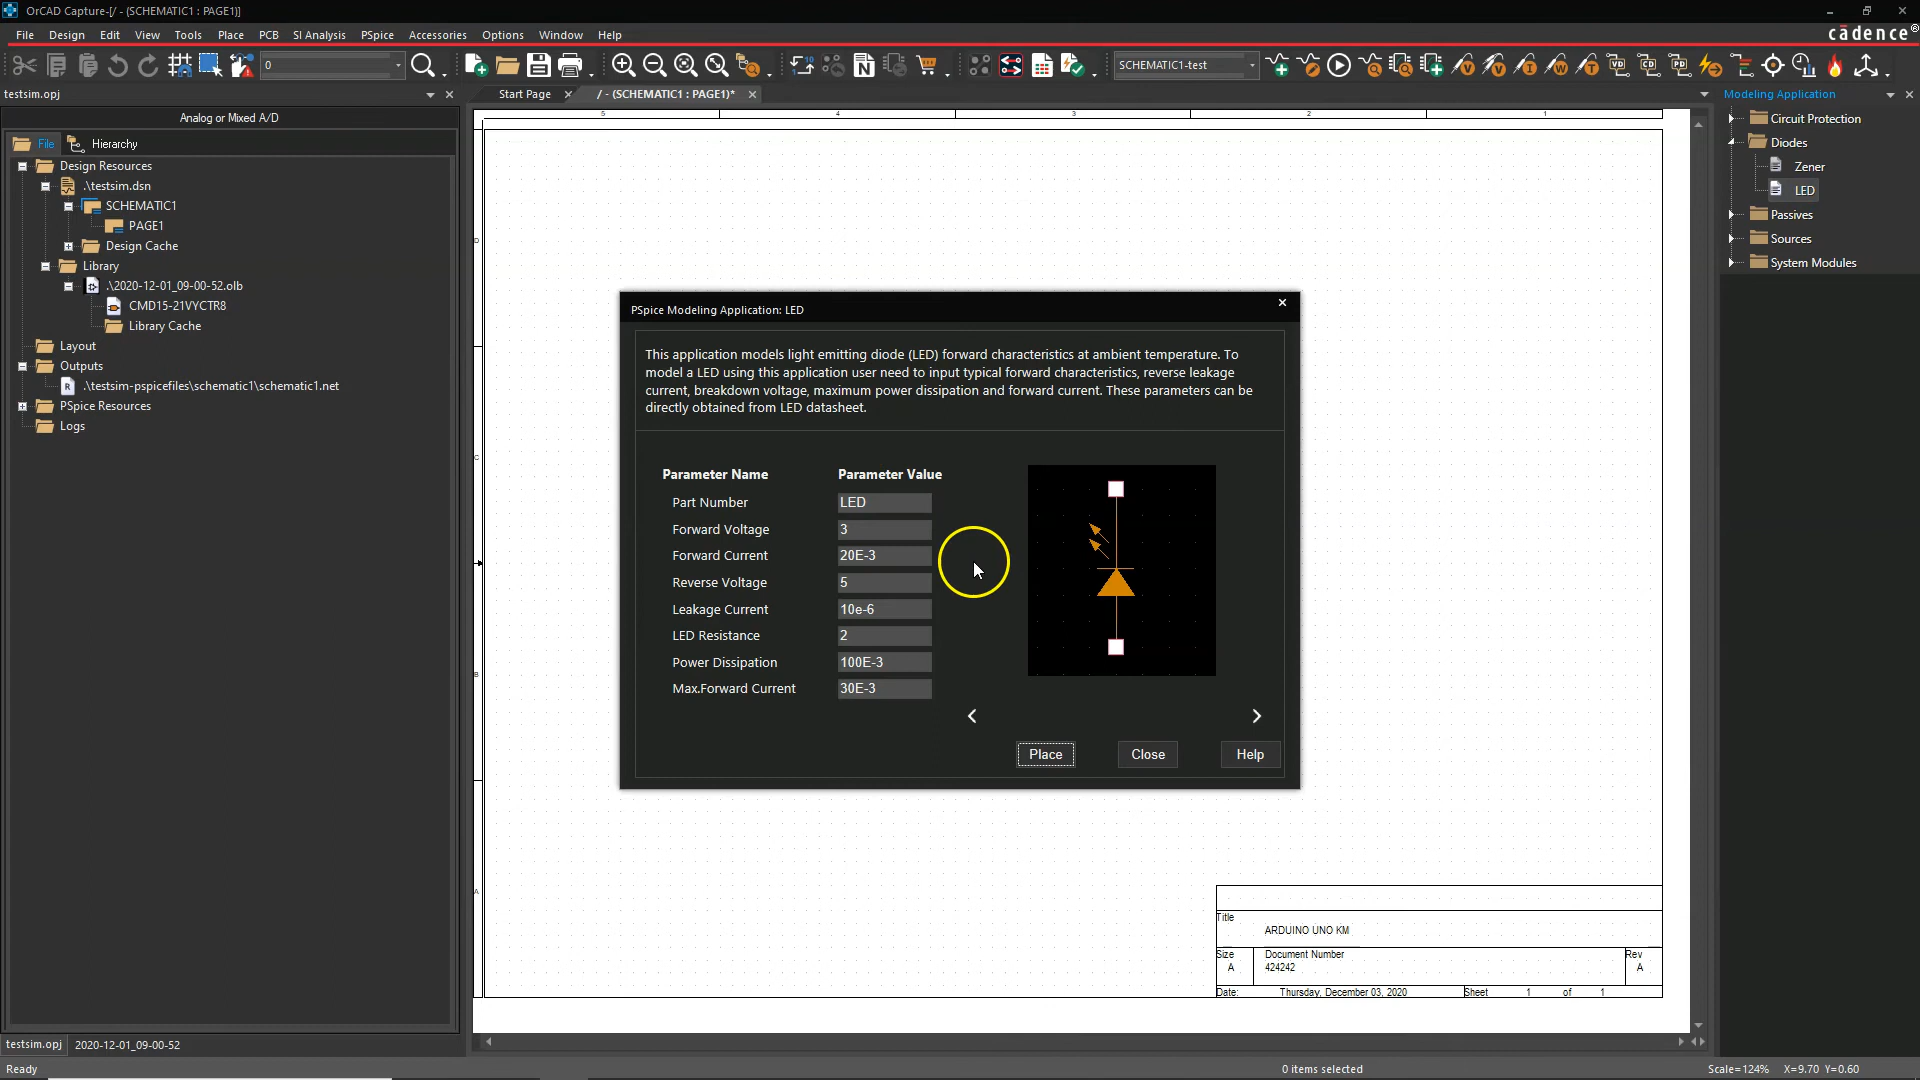 OrCAD Capture-[/ - (SCHEMATIC1 : PAGE1)]
File Design Edit View Tools Place PCB SI Analysis PSpice Accessories Options Window Help
cādence®
0
SCHEMATIC1-test
testsim.opj
Start Page
/ - (SCHEMATIC1 : PAGE1)*
Modeling Application
Analog or Mixed A/D
File
Hierarchy
Design Resources
.\testsim.dsn
SCHEMATIC1
PAGE1
Design Cache
Library
.\2020-12-01_09-00-52.olb
CMD15-21VYCTR8
Library Cache
Layout
Outputs
.\testsim-pspicefiles\schematic1\schematic1.net
PSpice Resources
Logs
5 4 3 2 1
D
C
B
A
Circuit Protection
Diodes
Zener
LED
Passives
Sources
System Modules
PSpice Modeling Application: LED
This application models light emitting diode (LED) forward characteristics at ambient temperature. To
model a LED using this application user need to input typical forward characteristics, reverse leakage
current, breakdown voltage, maximum power dissipation and forward current. These parameters can be
directly obtained from LED datasheet.
Parameter Name Parameter Value
Part Number LED
Forward Voltage 3
Forward Current 20E-3
Reverse Voltage 5
Leakage Current 10e-6
LED Resistance 2
Power Dissipation 100E-3
Max.Forward Current 30E-3
Place Close Help
Title
ARDUINO UNO KM
Size Document Number Rev
A 424242 A
Date: Thursday, December 03, 2020 Sheet 1 of 1
testsim.opj 2020-12-01_09-00-52
Ready
0 items selected
Scale=124% X=9.70 Y=0.60